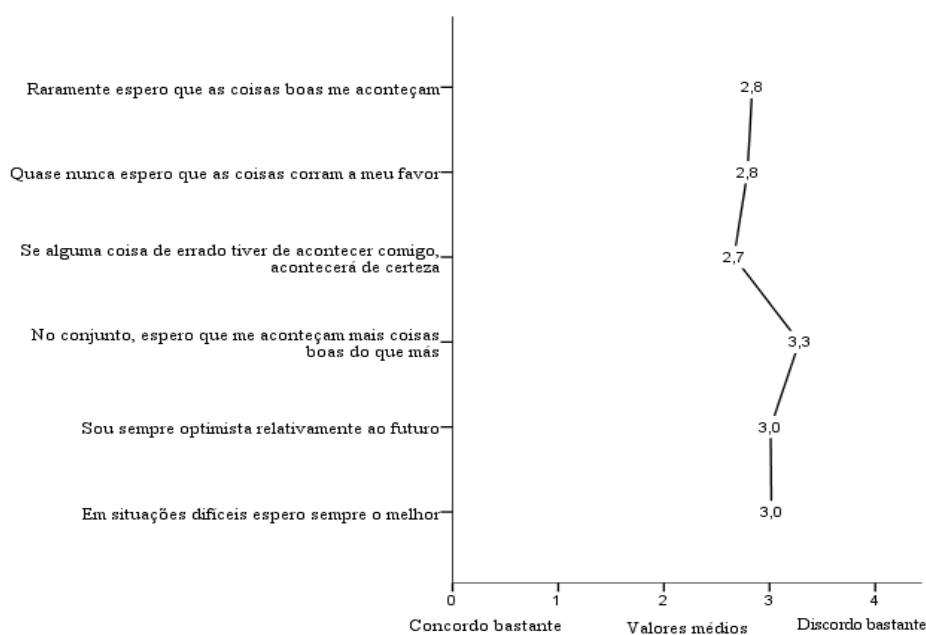 Raramente espero que as coisas boas me aconteçam
2,8
Quase nunca espero que as coisas corram a meu favor
2,8
Se alguma coisa de errado tiver de acontecer comigo,
acontecerá de certeza
2,7
No conjunto, espero que me aconteçam mais coisas
boas do que más
3,3
Sou sempre optimista relativamente ao futuro
3,0
Em situações difíceis espero sempre o melhor
3,0
0 1 2 3 4
Concordo bastante Valores médios Discordo bastante